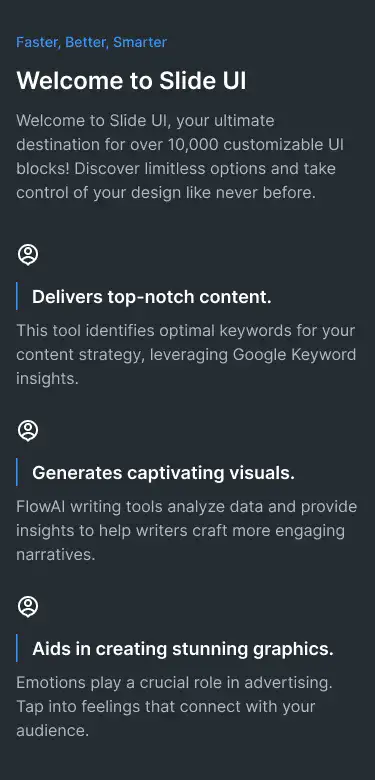 Faster, Better, Smarter
Welcome to Slide UI
Welcome to Slide UI, your ultimate
destination for over 10,000 customizable UI
blocks! Discover limitless options and take
control of your design like never before.
Delivers top-notch content.
This tool identifies optimal keywords for your
content strategy, leveraging Google Keyword
insights.
Generates captivating visuals.
FlowAI writing tools analyze data and provide
insights to help writers craft more engaging
narratives.
Aids in creating stunning graphics.
Emotions play a crucial role in advertising.
Tap into feelings that connect with your
audience.